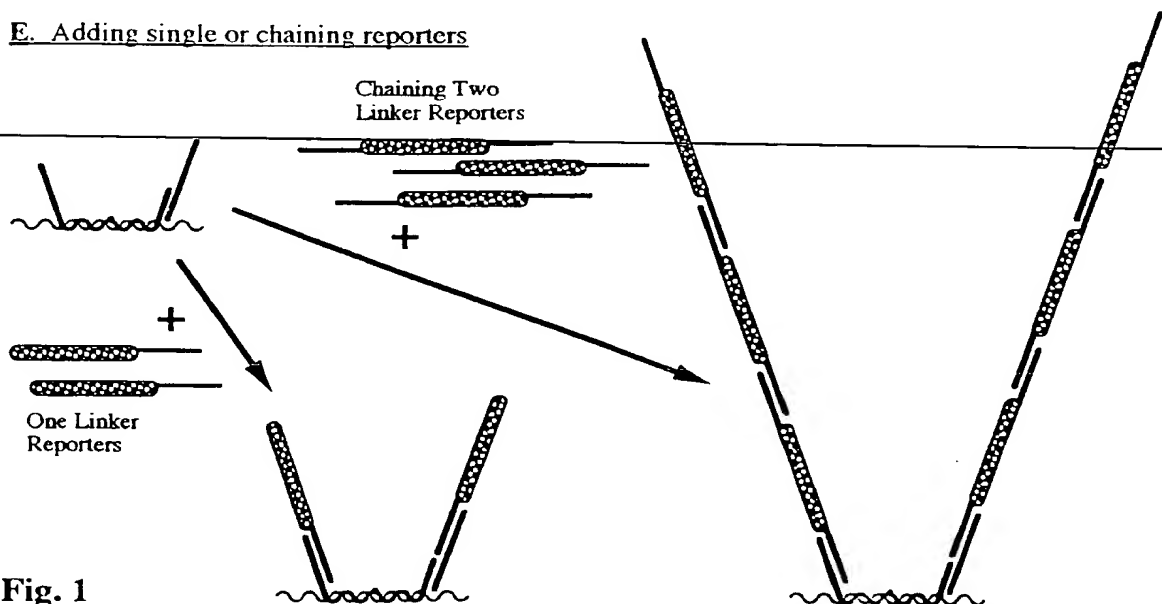 E. Adding single or chaining reporters
Chaining Two
Linker Reporters
+
+
One Linker
Reporters
Fig. 1